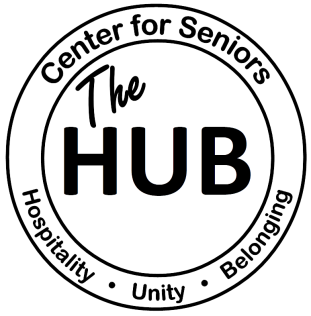 Center for Seniors
The
HUB
Hospitality • Unity • Belonging